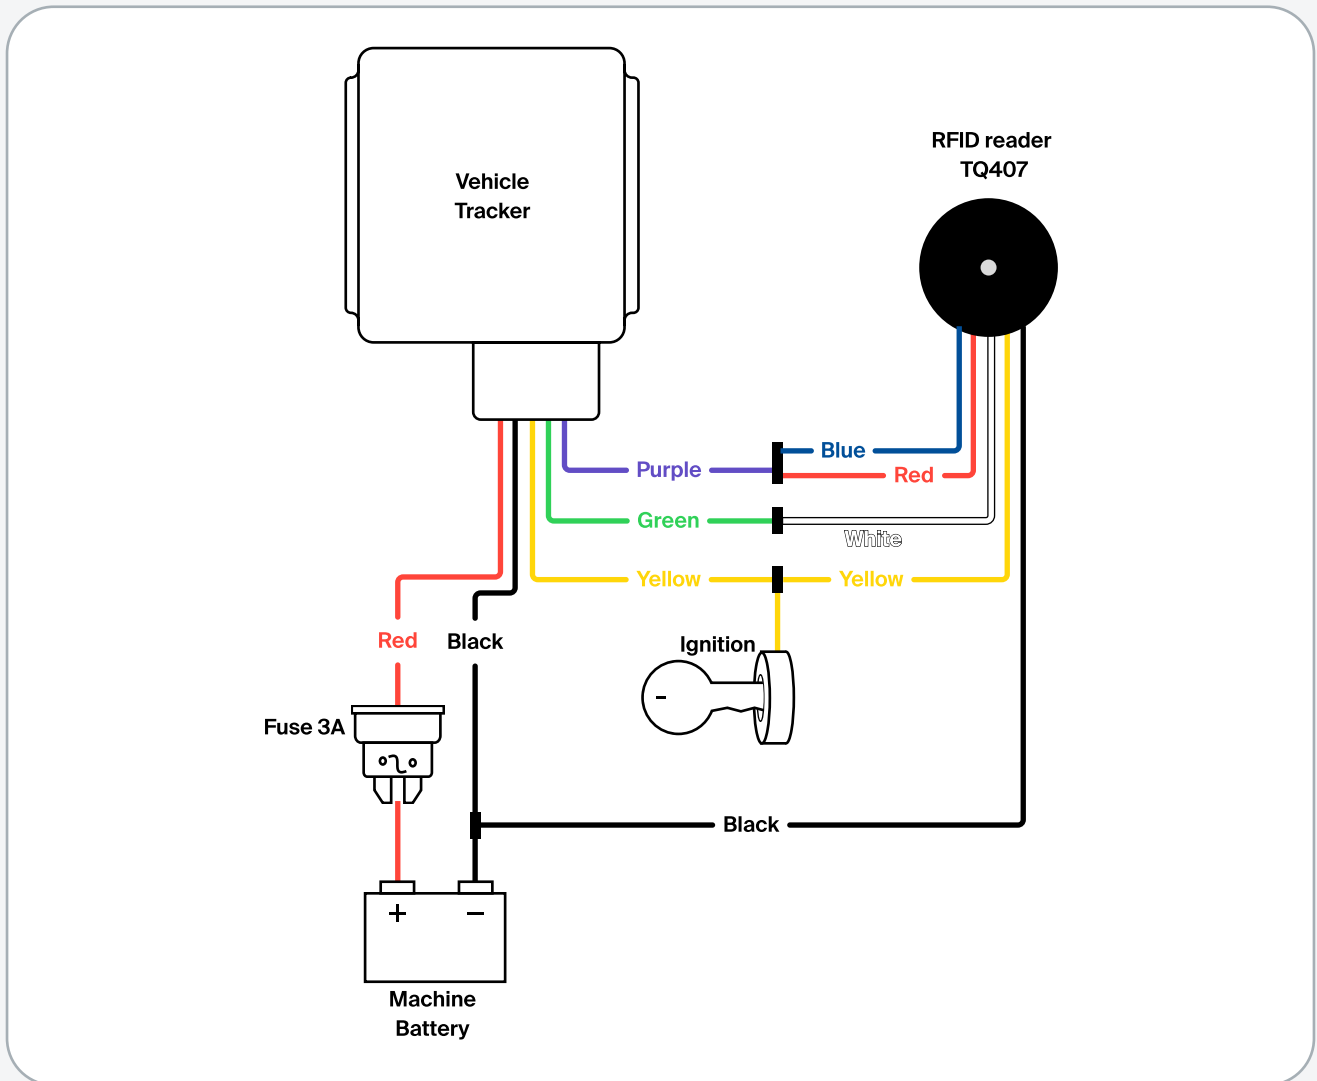 RFID reader
TQ407
Vehicle
Tracker
Blue
Purple
Red
Green
White
Yellow
Yellow
Red
Black
Ignition
Fuse 3A
Black
+
−
Machine
Battery